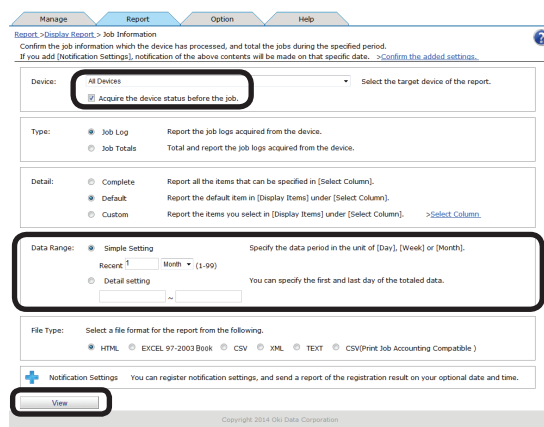 Manage Report Option Help
Report >Display Report > Job Information
Confirm the job information which the device has processed, and total the jobs during the specified period.
If you add [Notification Settings], notification of the above contents will be made on that specific date. >Confirm the added settings.
Device: All Devices Select the target device of the report.
Acquire the device status before the job.
Type: Job Log Report the job logs acquired from the device.
Job Totals Total and report the job logs acquired from the device.
Detail: Complete Report all the items that can be specified in [Select Column].
Default Report the default item in [Display Items] under [Select Column].
Custom Report the items you select in [Display Items] under [Select Column]. >Select Column
Data Range: Simple Setting Specify the data period in the unit of [Day], [Week] or [Month].
Recent 1 Month (1-99)
Detail setting You can specify the first and last day of the totaled data.
~
File Type: Select a file format for the report from the following.
HTML EXCEL 97-2003 Book CSV XML TEXT CSV(Print Job Accounting Compatible )
Notification Settings You can register notification settings, and send a report of the registration result on your optional date and time.
View
Copyright 2014 Oki Data Corporation